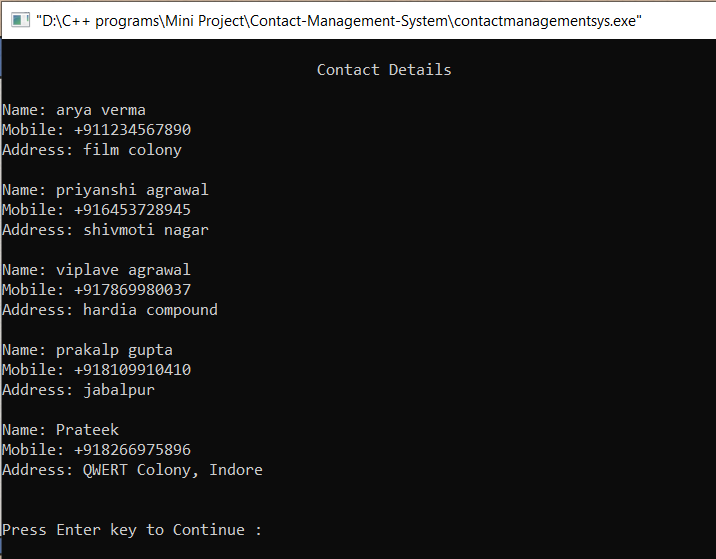 "D:\C++ programs\Mini Project\Contact-Management-System\contactmanagementsys.exe"
Contact Details
Name: arya verma
Mobile: +911234567890
Address: film colony
Name: priyanshi agrawal
Mobile: +916453728945
Address: shivmoti nagar
Name: viplave agrawal
Mobile: +917869980037
Address: hardia compound
Name: prakalp gupta
Mobile: +918109910410
Address: jabalpur
Name: Prateek
Mobile: +918266975896
Address: QWERT Colony, Indore
Press Enter key to Continue :